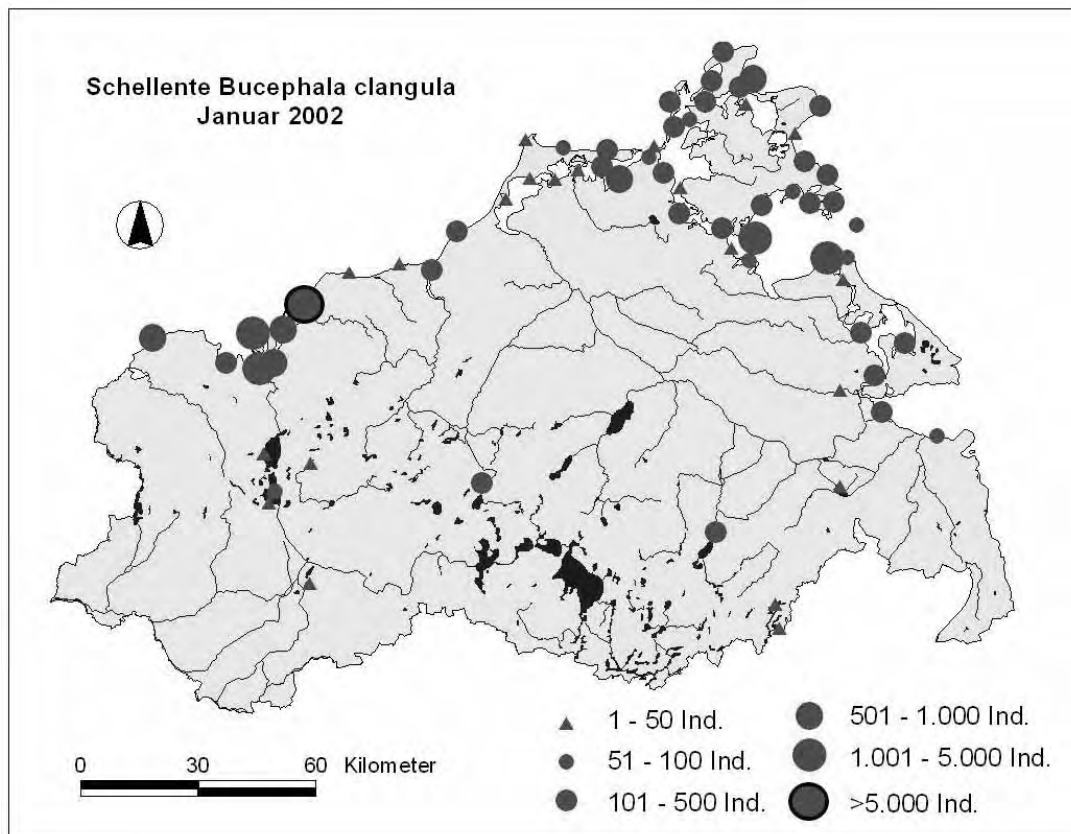 Schellente Bucephala clangula
Januar 2002
1 - 50 Ind.
51 - 100 Ind.
101 - 500 Ind.
501 - 1.000 Ind.
1.001 - 5.000 Ind.
>5.000 Ind.
0 30 60 Kilometer